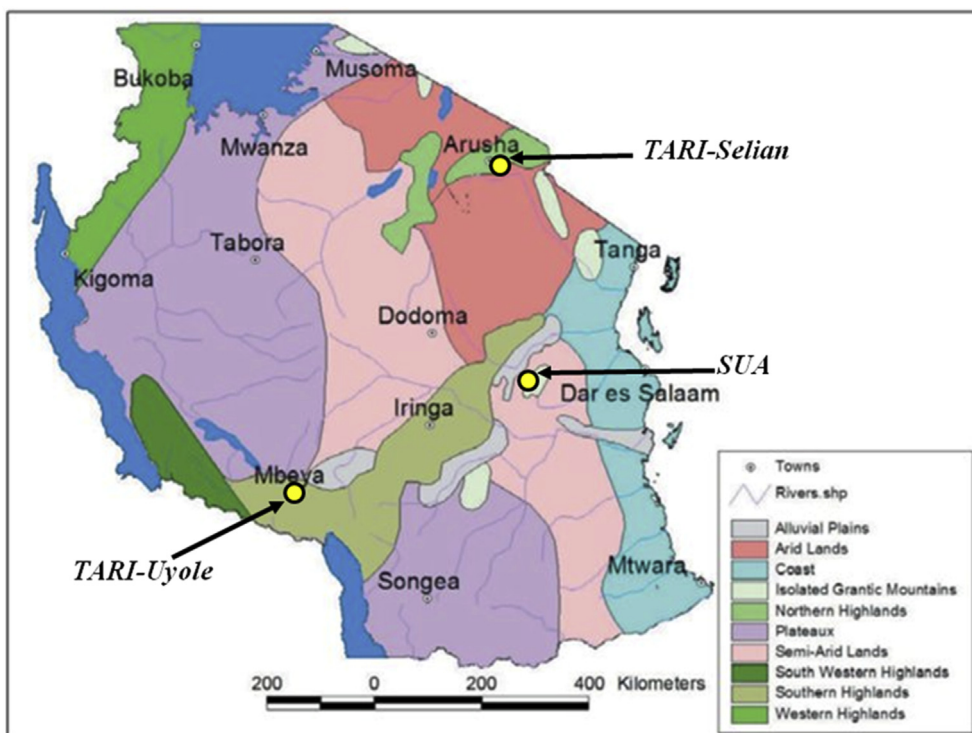 Bukoba
Musoma
Mwanza
Arusha
TARI-Selian
Tabora
Tanga
Kigoma
Dodoma
SUA
Dar es Salaam
Iringa
Mbeya
TARI-Uyole
Songea
Mtwara
200 0 200 400 Kilometers
Towns
Rivers.shp
Alluvial Plains
Arid Lands
Coast
Isolated Grantic Mountains
Northern Highlands
Plateaux
Semi-Arid Lands
South Western Highlands
Southern Highlands
Western Highlands